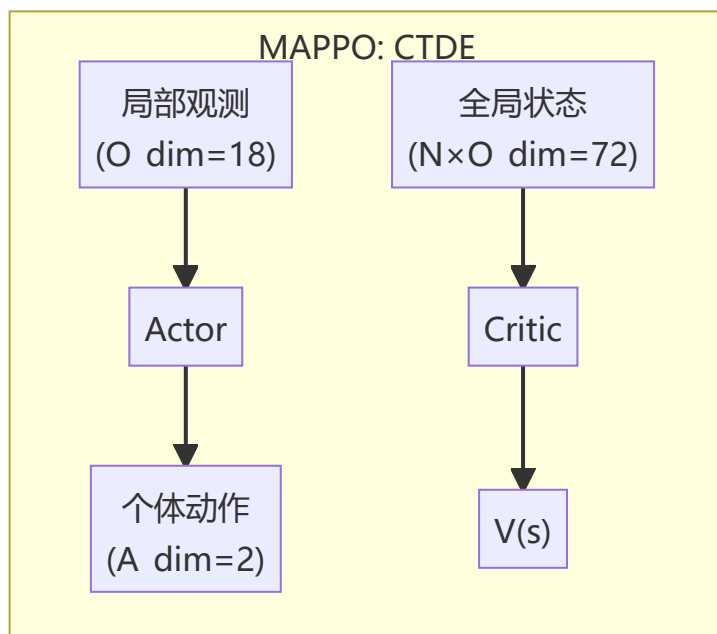 MAPPO: CTDE
局部观测
(O dim=18)
全局状态
(N×O dim=72)
Actor
Critic
个体动作
(A dim=2)
V(s)